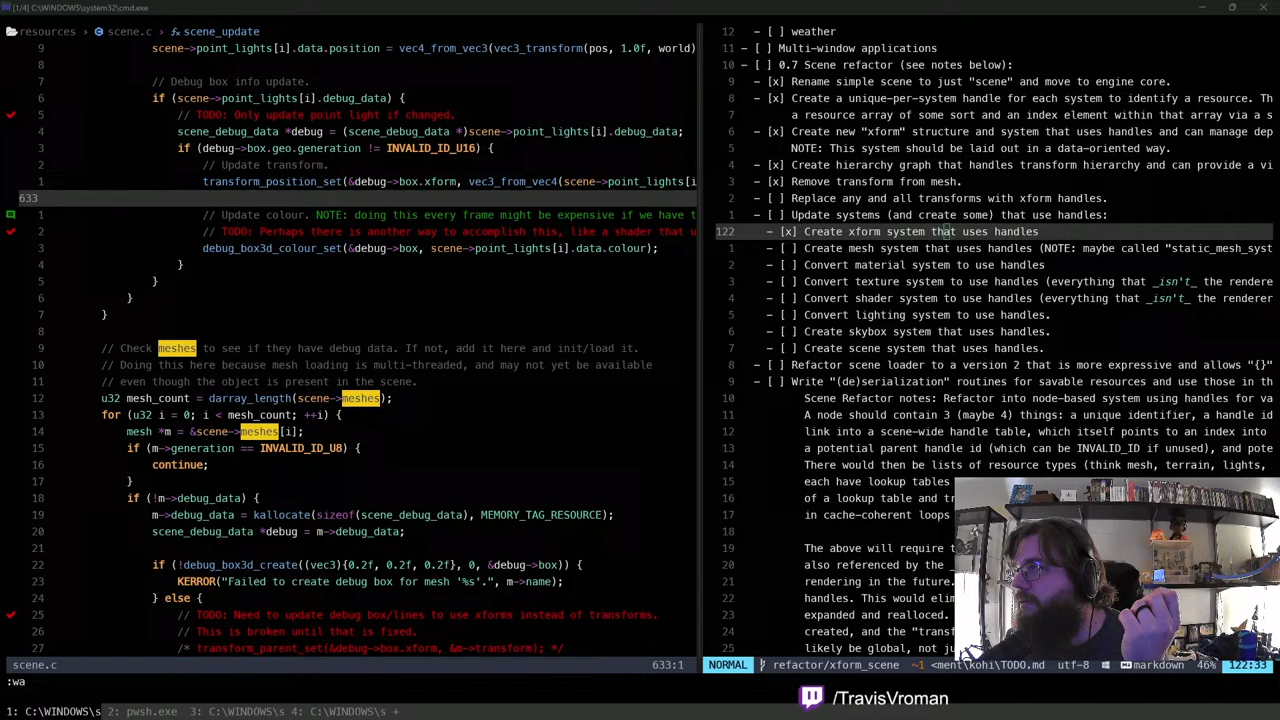 [1/4] C:\WINDOWS\system32\cmd.exe
resources > scene.c > scene_update
9 scene->point_lights[i].data.position = vec4_from_vec3(vec3_transform(pos, 1.0f, world)
8
7 // Debug box info update.
6 if (scene->point_lights[i].debug_data) {
5 // TODO: Only update point light if changed.
4 scene_debug_data *debug = (scene_debug_data *)scene->point_lights[i].debug_data;
3 if (debug->box.geo.generation != INVALID_ID_U16) {
2 // Update transform.
1 transform_position_set(&debug->box.xform, vec3_from_vec4(scene->point_lights[i
633
1 // Update colour. NOTE: doing this every frame might be expensive if we have t
2 // TODO: Perhaps there is another way to accomplish this, like a shader that u
3 debug_box3d_colour_set(&debug->box, scene->point_lights[i].data.colour);
4 }
5 }
6 }
7 }
8
9 // Check meshes to see if they have debug data. If not, add it here and init/load it.
10 // Doing this here because mesh loading is multi-threaded, and may not yet be available
11 // even though the object is present in the scene.
12 u32 mesh_count = darray_length(scene->meshes);
13 for (u32 i = 0; i < mesh_count; ++i) {
14 mesh *m = &scene->meshes[i];
15 if (m->generation == INVALID_ID_U8) {
16 continue;
17 }
18 if (!m->debug_data) {
19 m->debug_data = kallocate(sizeof(scene_debug_data), MEMORY_TAG_RESOURCE);
20 scene_debug_data *debug = m->debug_data;
21
22 if (!debug_box3d_create((vec3){0.2f, 0.2f, 0.2f}, 0, &debug->box)) {
23 KERROR("Failed to create debug box for mesh '%s'.", m->name);
24 } else {
25 // TODO: Need to update debug box/lines to use xforms instead of transforms.
26 // This is broken until that is fixed.
27 /* transform_parent_set(&debug->box.xform, &m->transform); */
scene.c 633:1
:wa
12 - [ ] weather
11 - [ ] Multi-window applications
10 - [ ] 0.7 Scene refactor (see notes below):
9 - [x] Rename simple scene to just "scene" and move to engine core.
8 - [x] Create a unique-per-system handle for each system to identify a resource. Th
7 a resource array of some sort and an index element within that array via a s
6 - [x] Create new "xform" structure and system that uses handles and can manage dep
5 NOTE: This system should be laid out in a data-oriented way.
4 - [x] Create hierarchy graph that handles transform hierarchy and can provide a vi
3 - [x] Remove transform from mesh.
2 - [ ] Replace any and all transforms with xform handles.
1 - [ ] Update systems (and create some) that use handles:
122 - [x] Create xform system that uses handles
1 - [ ] Create mesh system that uses handles (NOTE: maybe called "static_mesh_syst
2 - [ ] Convert material system to use handles
3 - [ ] Convert texture system to use handles (everything that _isn't_ the rendere
4 - [ ] Convert shader system to use handles (everything that _isn't_ the renderer
5 - [ ] Convert lighting system to use handles.
6 - [ ] Create skybox system that uses handles.
7 - [ ] Create scene system that uses handles.
8 - [ ] Refactor scene loader to a version 2 that is more expressive and allows "{}"
9 - [ ] Write "(de)serialization" routines for savable resources and use those in th
10 Scene Refactor notes: Refactor into node-based system using handles for va
11 A node should contain 3 (maybe 4) things: a unique identifier, a handle id
12 link into a scene-wide handle table, which itself points to an index into
13 a potential parent handle id (which can be INVALID_ID if unused), and pote
14 There would then be lists of resource types (think mesh, terrain, lights,
15 each have lookup tables
16 of a lookup table and tr
17 in cache-coherent loops
18
19 The above will require t
20 also referenced by the
21 rendering in the future.
22 handles. This would elim
23 expanded and realloced.
24 created, and the "transf
25 likely be global, not ju
NORMAL refactor/xform_scene ~1 <ment\kohi\TODO.md utf-8 markdown 46% 122:33
/TravisVroman
1: C:\WINDOWS\s 2: pwsh.exe 3: C:\WINDOWS\s 4: C:\WINDOWS\s +